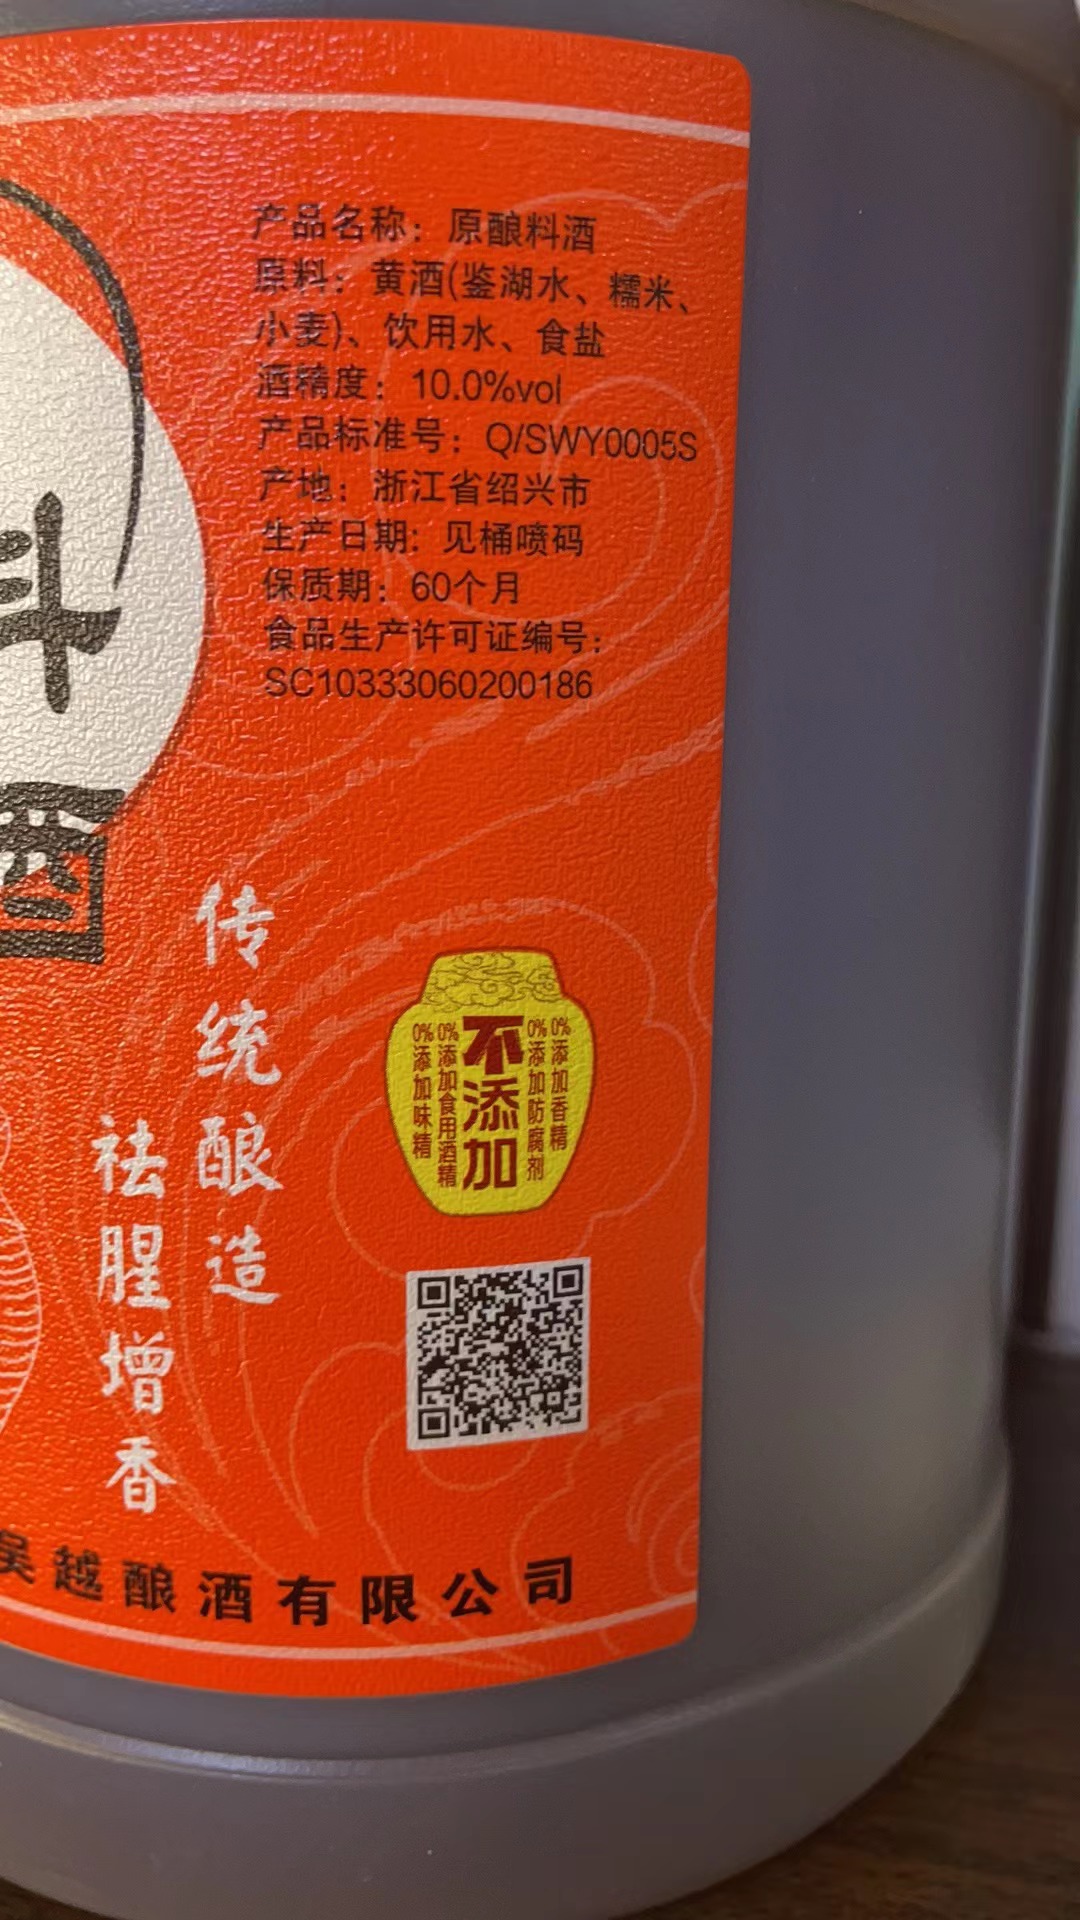 产品名称：原酿料酒
原料：黄酒(鉴湖水、糯米、
小麦)、饮用水、食盐
酒精度：10.0%vol
产品标准号：Q/SWY0005S
产地：浙江省绍兴市
生产日期：见桶喷码
保质期：60个月
食品生产许可证编号：
SC10333060200186
料
酒
传统酿造
祛腥增香
0%添加香精
0%添加防腐剂
不添加
0%添加食用酒精
0%添加味精
吴越酿酒有限公司